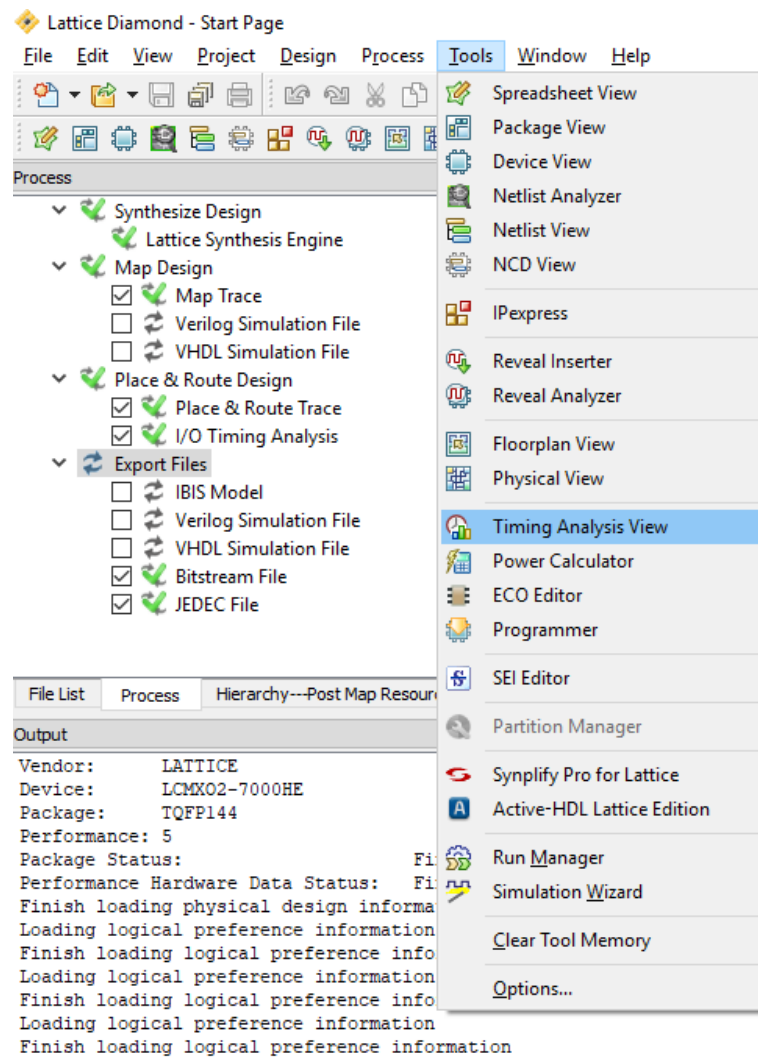 Lattice Diamond - Start Page
File Edit View Project Design Process Tools Window Help
Process
Synthesize Design
Lattice Synthesis Engine
Map Design
Map Trace
Verilog Simulation File
VHDL Simulation File
Place & Route Design
Place & Route Trace
I/O Timing Analysis
Export Files
IBIS Model
Verilog Simulation File
VHDL Simulation File
Bitstream File
JEDEC File
Spreadsheet View
Package View
Device View
Netlist Analyzer
Netlist View
NCD View
IPexpress
Reveal Inserter
Reveal Analyzer
Floorplan View
Physical View
Timing Analysis View
Power Calculator
ECO Editor
Programmer
SEI Editor
Partition Manager
Synplify Pro for Lattice
Active-HDL Lattice Edition
Run Manager
Simulation Wizard
Clear Tool Memory
Options...
File List Process Hierarchy---Post Map Resour
Output
Vendor: LATTICE
Device: LCMXO2-7000HE
Package: TQFP144
Performance: 5
Package Status: Fi
Performance Hardware Data Status: Fi
Finish loading physical design informa
Loading logical preference information
Finish loading logical preference info
Loading logical preference information
Finish loading logical preference info
Loading logical preference information
Finish loading logical preference information